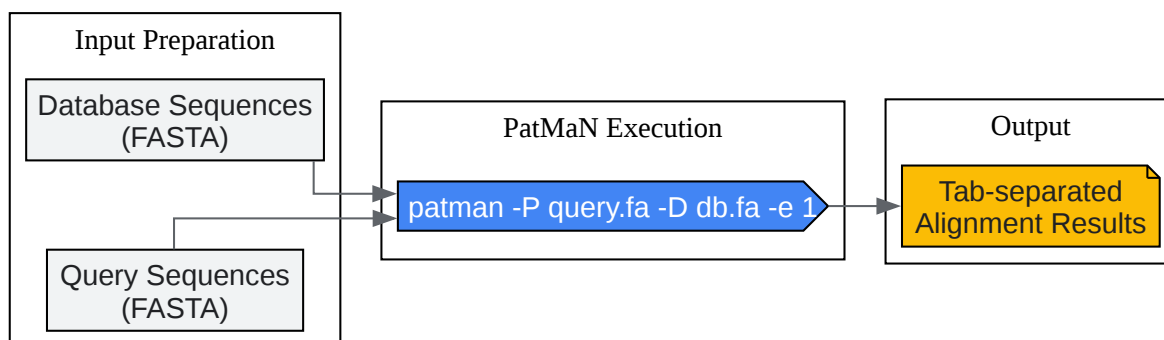 Input Preparation
Database Sequences
(FASTA)
Query Sequences
(FASTA)
PatMaN Execution
patman -P query.fa -D db.fa -e 1
Output
Tab-separated
Alignment Results